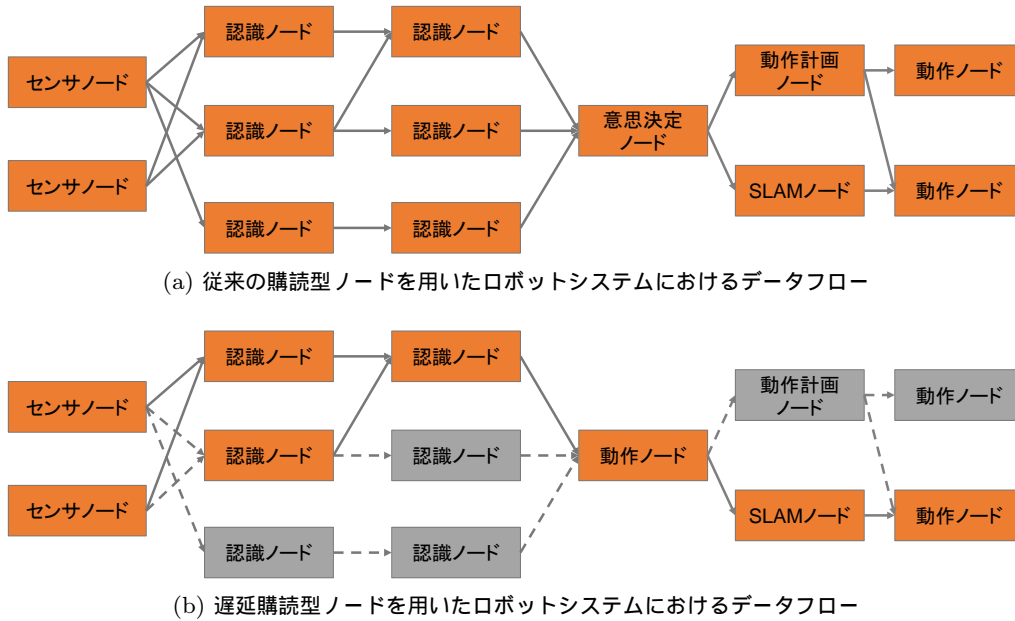 認識ノード
認識ノード
センサノード
動作計画
ノード
動作ノード
認識ノード
認識ノード
意思決定
ノード
センサノード
SLAMノード
動作ノード
認識ノード
認識ノード
(a) 従来の購読型ノードを用いたロボットシステムにおけるデータフロー
認識ノード
認識ノード
センサノード
動作計画
ノード
動作ノード
認識ノード
認識ノード
動作ノード
センサノード
SLAMノード
動作ノード
認識ノード
認識ノード
(b) 遅延購読型ノードを用いたロボットシステムにおけるデータフロー